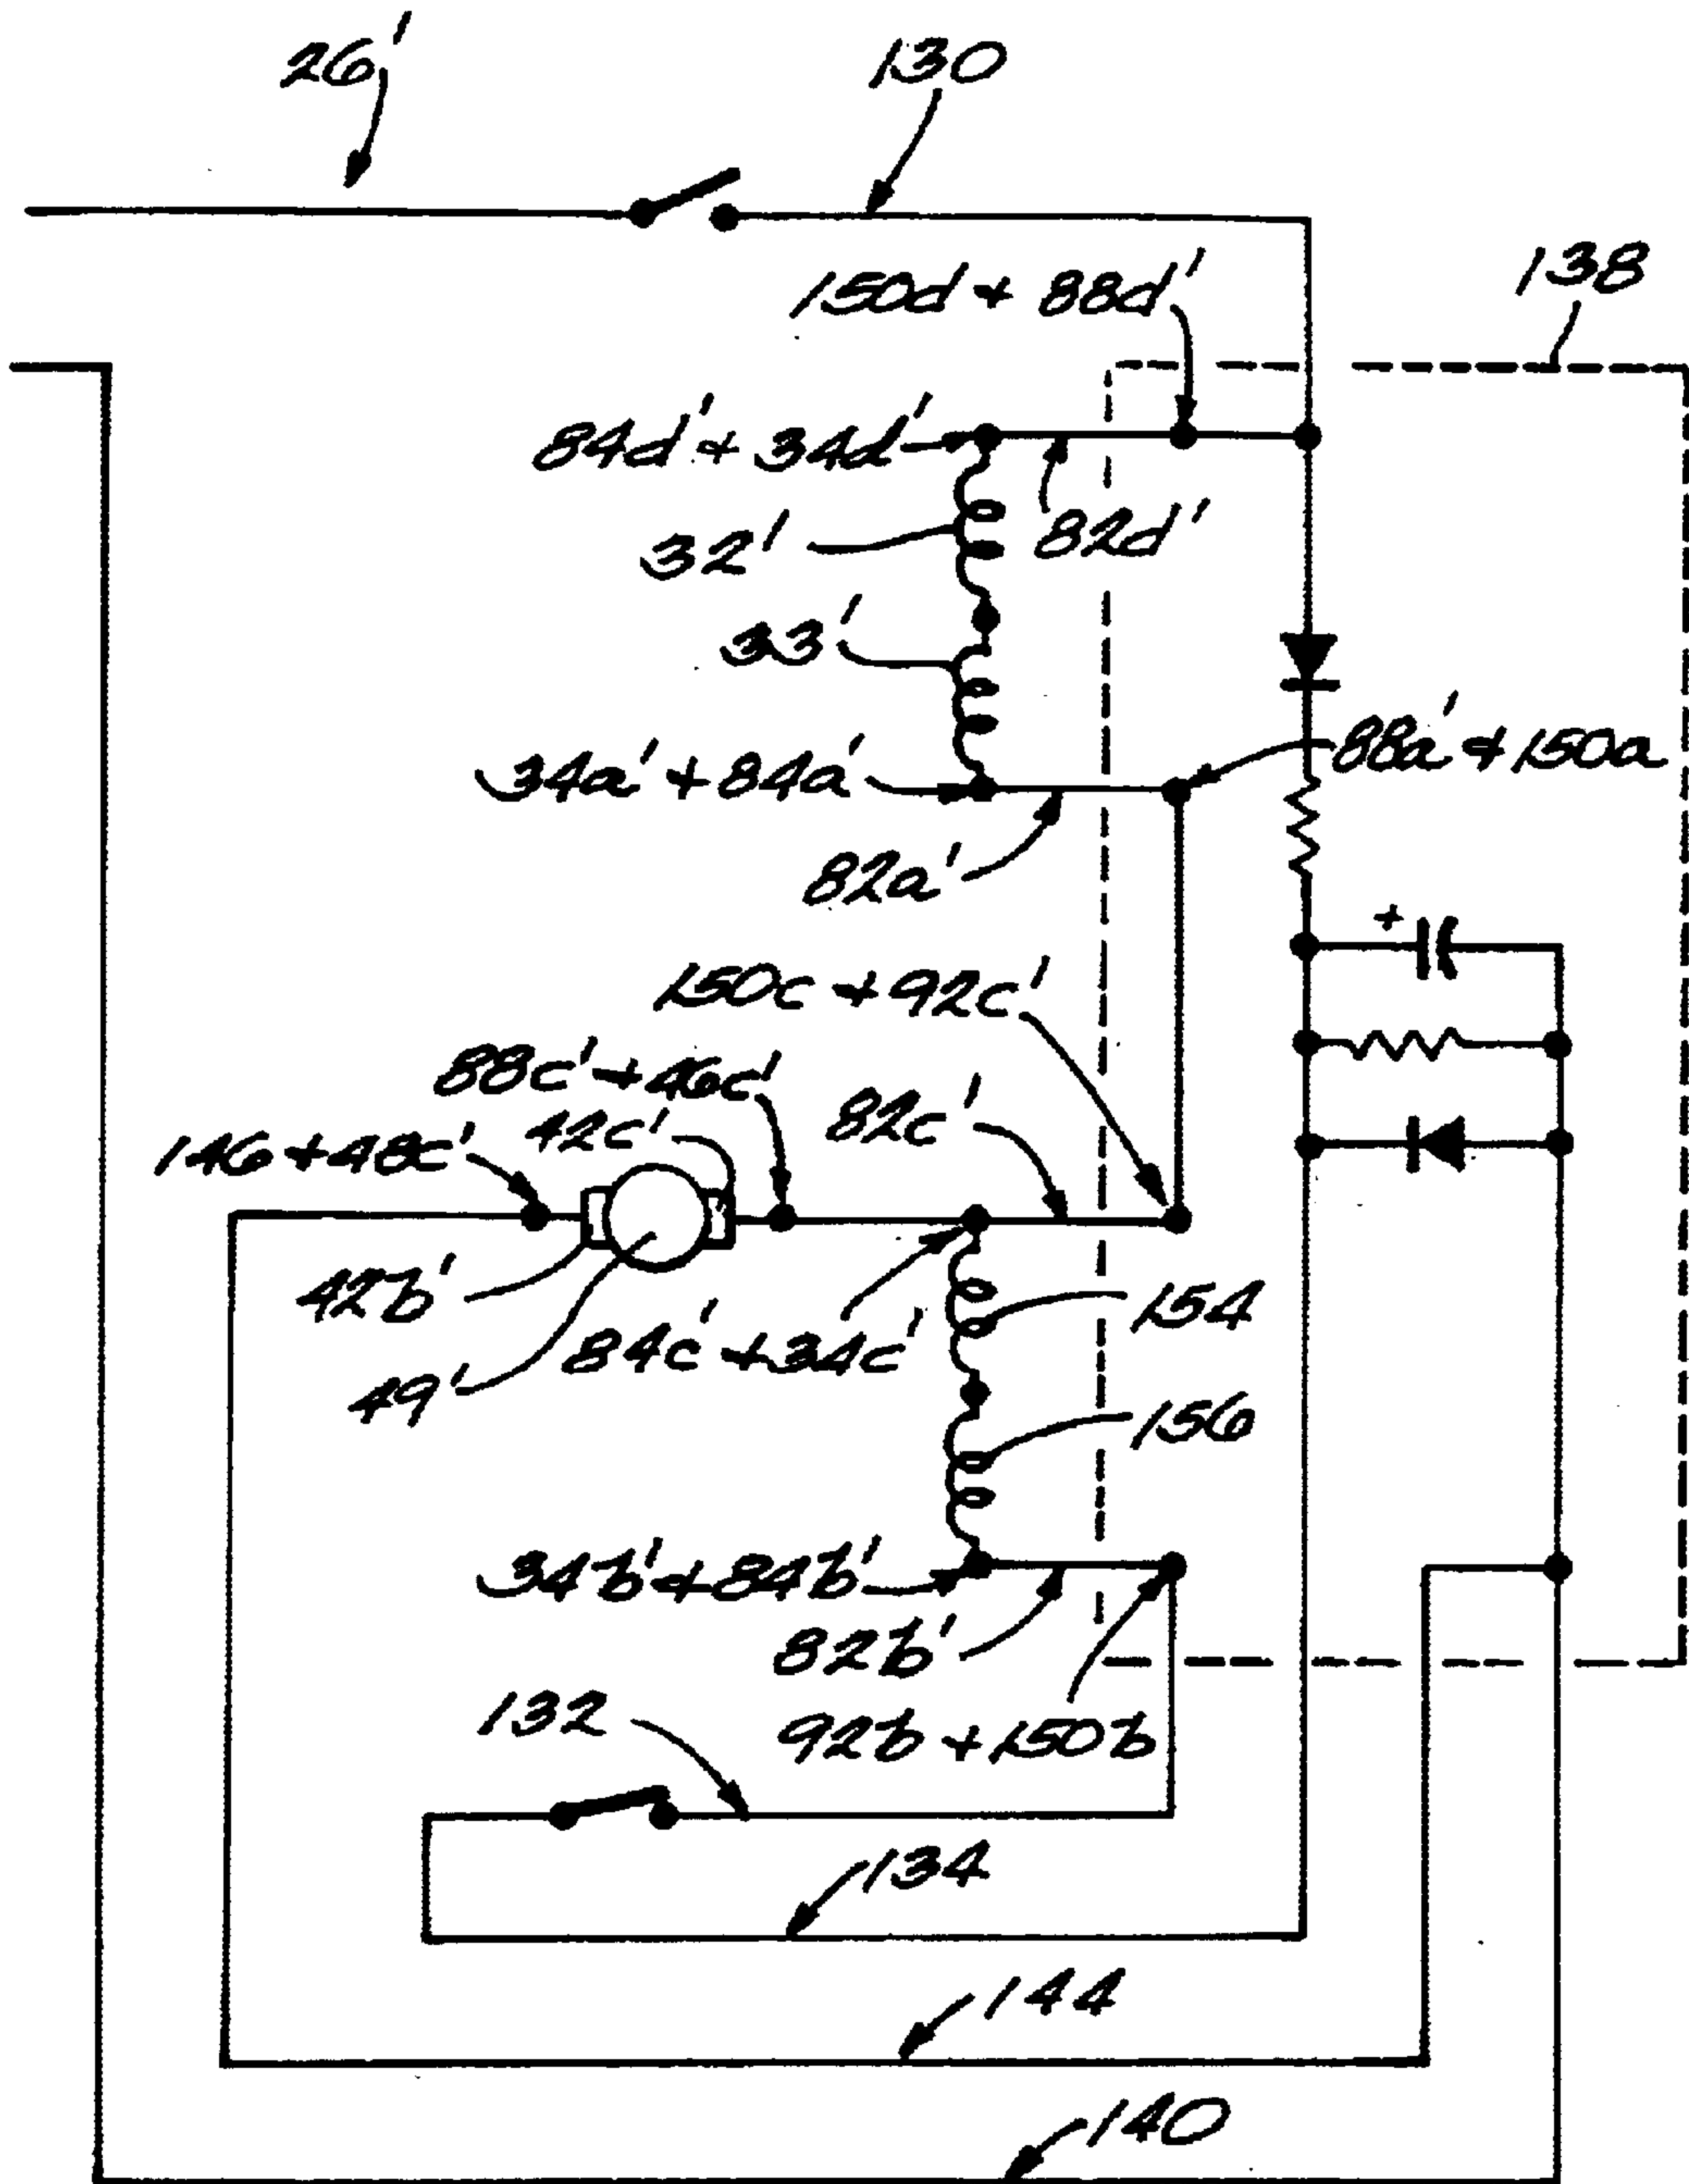 26'
130
150d + 88d'
138
84d' + 34d'
82d'
32'
33'
88a' + 150a
34a' + 84a'
82a'
+
150c + 92c'
88c' + 46c'
82c'
42c'
146 + 48c'
42b'
154
84c' + 34c'
49'
156
34b' + 84b'
82b'
132
92b + 150b
134
144
140